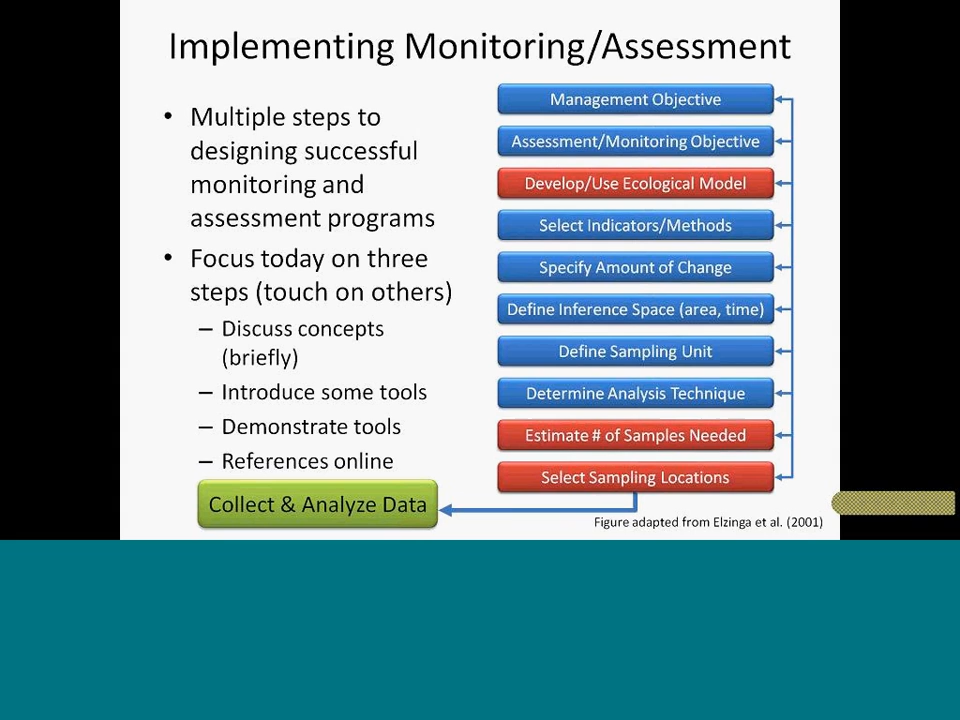 Implementing Monitoring/Assessment
• Multiple steps to
designing successful
monitoring and
assessment programs
• Focus today on three
steps (touch on others)
– Discuss concepts
(briefly)
– Introduce some tools
– Demonstrate tools
– References online
Management Objective
Assessment/Monitoring Objective
Develop/Use Ecological Model
Select Indicators/Methods
Specify Amount of Change
Define Inference Space (area, time)
Define Sampling Unit
Determine Analysis Technique
Estimate # of Samples Needed
Select Sampling Locations
Collect & Analyze Data
Figure adapted from Elzinga et al. (2001)